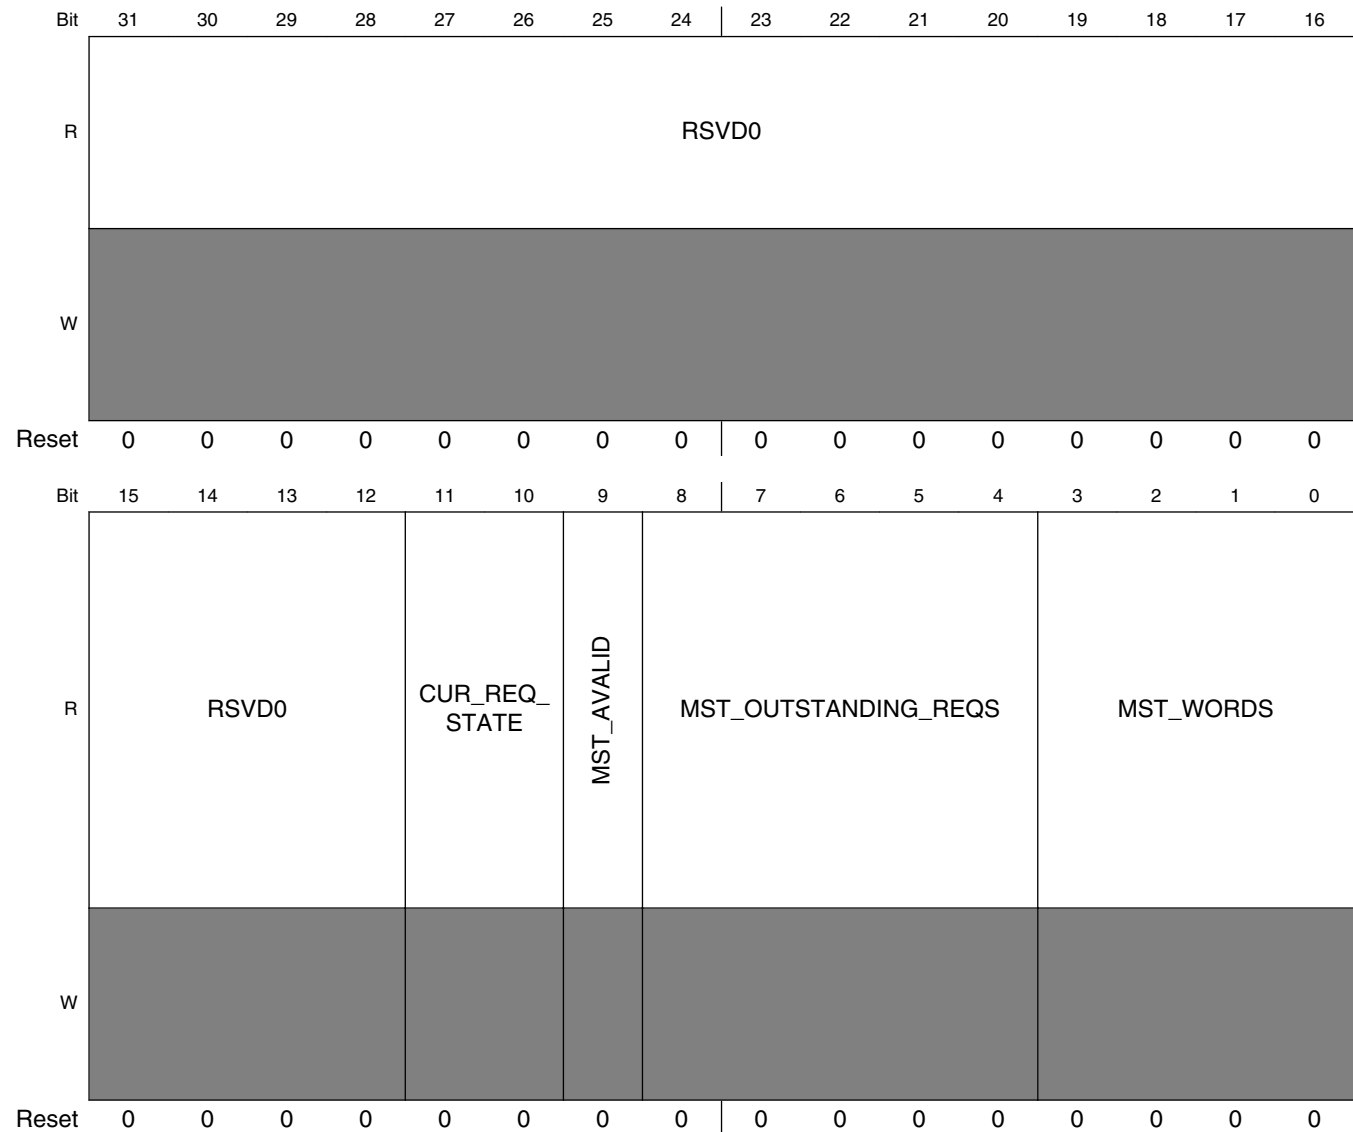 Bit 31 30 29 28 27 26 25 24 23 22 21 20 19 18 17 16
R RSVD0
W
Reset 0 0 0 0 0 0 0 0 0 0 0 0 0 0 0 0
Bit 15 14 13 12 11 10 9 8 7 6 5 4 3 2 1 0
R RSVD0 CUR_REQ_
STATE MST_AVALID MST_OUTSTANDING_REQS MST_WORDS
W
Reset 0 0 0 0 0 0 0 0 0 0 0 0 0 0 0 0